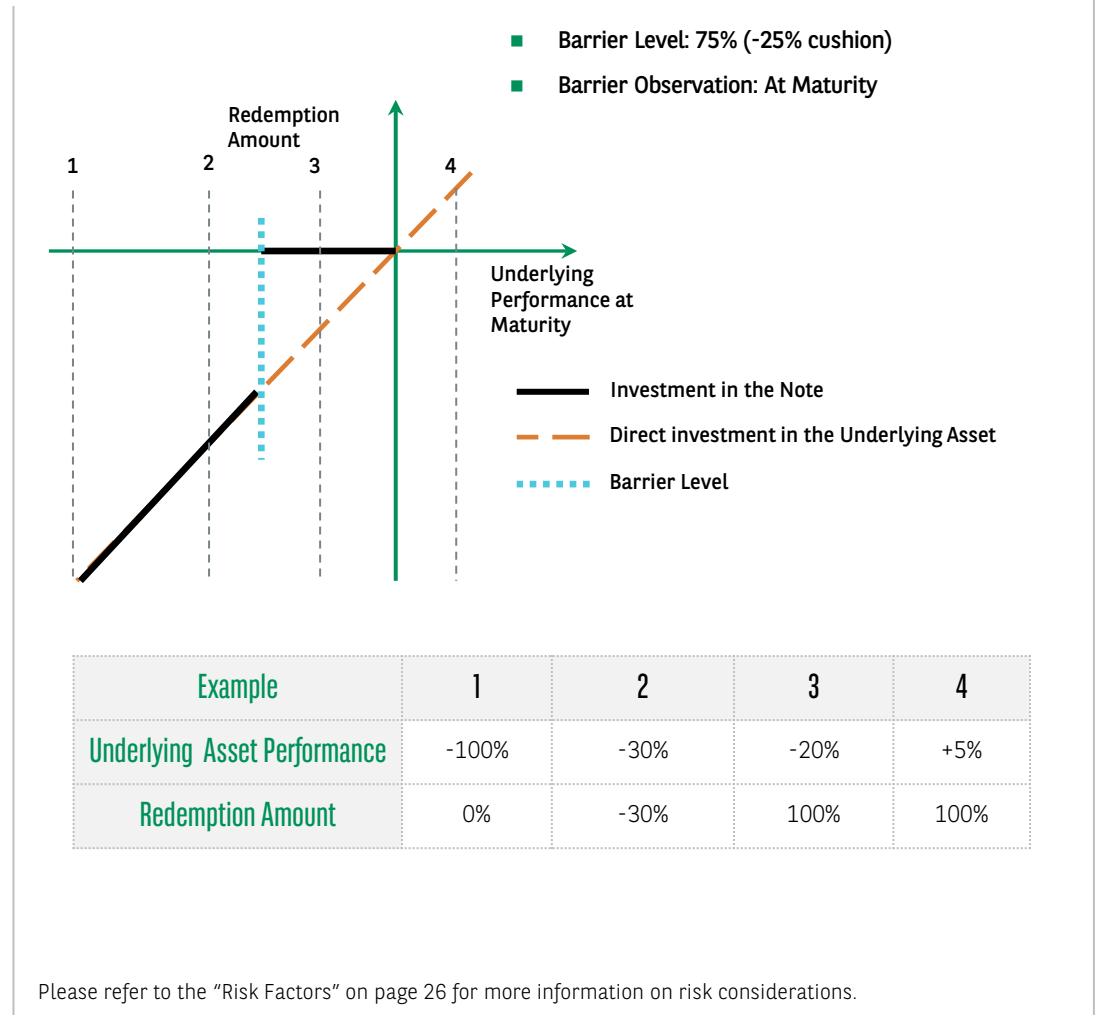 Barrier Level: 75% (-25% cushion)
Barrier Observation: At Maturity
Redemption
Amount
1 2 3 4
Underlying
Performance at
Maturity
Investment in the Note
Direct investment in the Underlying Asset
Barrier Level
Example 1 2 3 4
Underlying Asset Performance -100% -30% -20% +5%
Redemption Amount 0% -30% 100% 100%
Please refer to the “Risk Factors” on page 26 for more information on risk considerations.